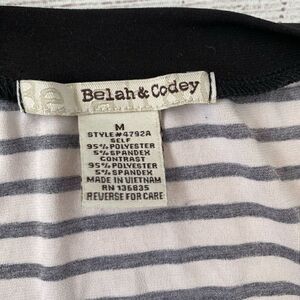 Belah & Codey
M
STYLE#4792A
SELF
95% POLYESTER
5% SPANDEX
CONTRAST
95% POLYESTER
5% SPANDEX
MADE IN VIETNAM
RN 136835
REVERSE FOR CARE